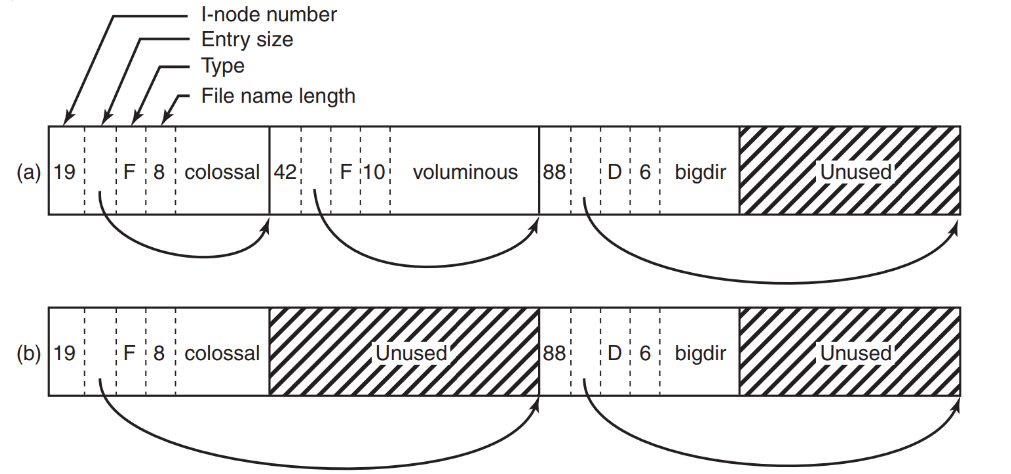 I-node number
Entry size
Type
File name length
(a) 19 F 8 colossal 42 F 10 voluminous 88 D 6 bigdir Unused
(b) 19 F 8 colossal Unused 88 D 6 bigdir Unused